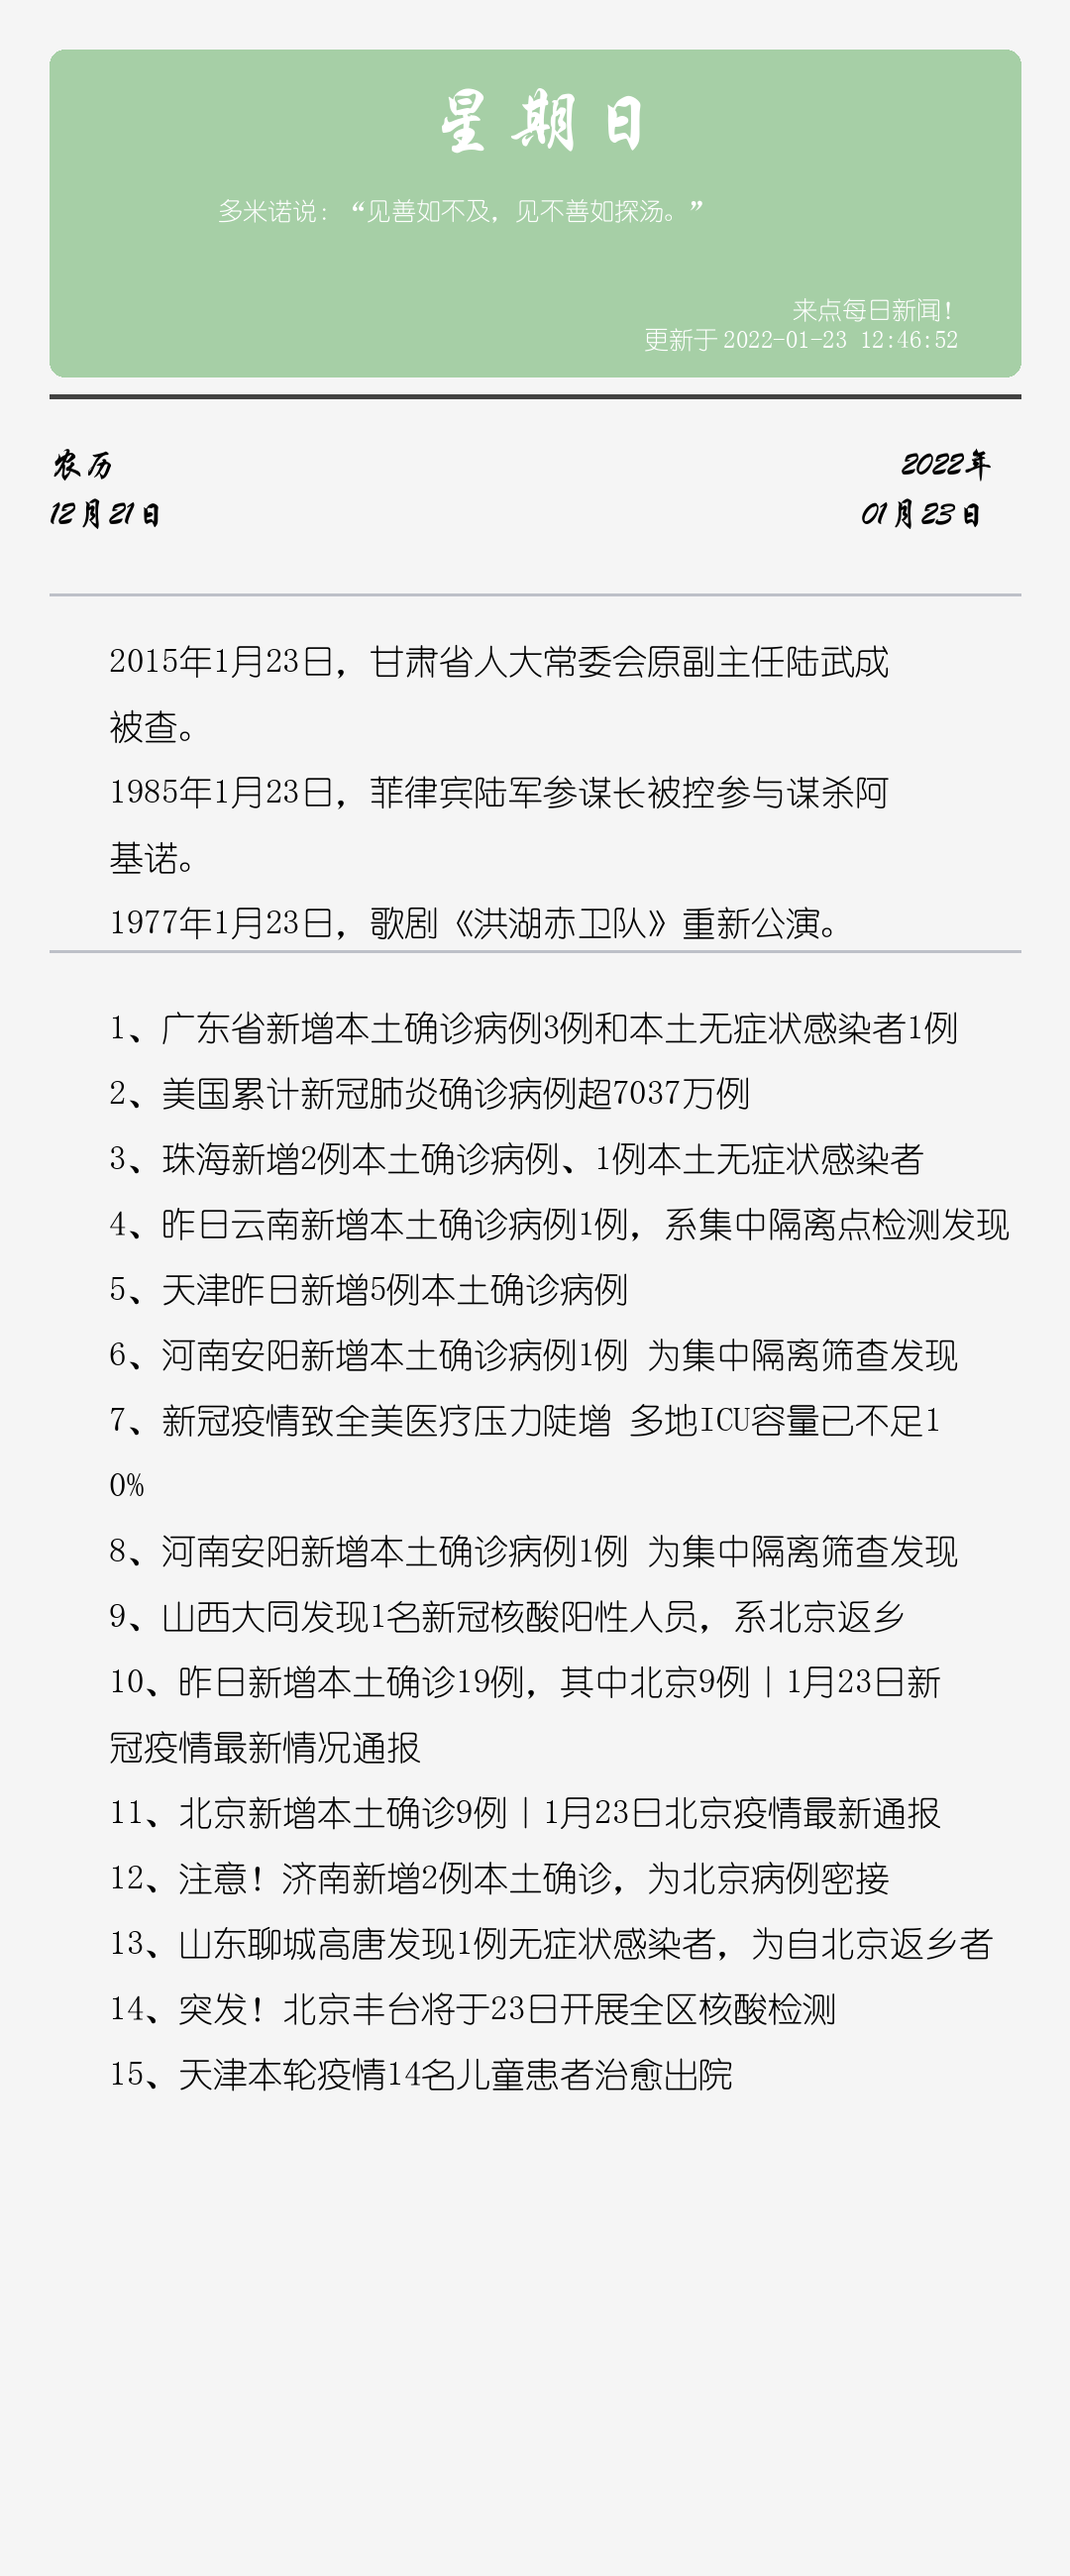 星期日
多米诺说：“见善如不及，见不善如探汤。”
来点每日新闻！
更新于2022-01-23 12:46:52
农历
2022年
12月21日
01月23日
2015年1月23日，甘肃省人大常委会原副主任陆武成
被查。
1985年1月23日，菲律宾陆军参谋长被控参与谋杀阿
基诺。
1977年1月23日，歌剧《洪湖赤卫队》重新公演。
1、广东省新增本土确诊病例3例和本土无症状感染者1例
2、美国累计新冠肺炎确诊病例超7037万例
3、珠海新增2例本土确诊病例、1例本土无症状感染者
4、昨日云南新增本土确诊病例1例，系集中隔离点检测发现
5、天津昨日新增5例本土确诊病例
6、河南安阳新增本土确诊病例1例 为集中隔离筛查发现
7、新冠疫情致全美医疗压力陡增 多地ICU容量已不足1
0%
8、河南安阳新增本土确诊病例1例 为集中隔离筛查发现
9、山西大同发现1名新冠核酸阳性人员，系北京返乡
10、昨日新增本土确诊19例，其中北京9例丨1月23日新
冠疫情最新情况通报
11、北京新增本土确诊9例丨1月23日北京疫情最新通报
12、注意！济南新增2例本土确诊，为北京病例密接
13、山东聊城高唐发现1例无症状感染者，为自北京返乡者
14、突发！北京丰台将于23日开展全区核酸检测
15、天津本轮疫情14名儿童患者治愈出院